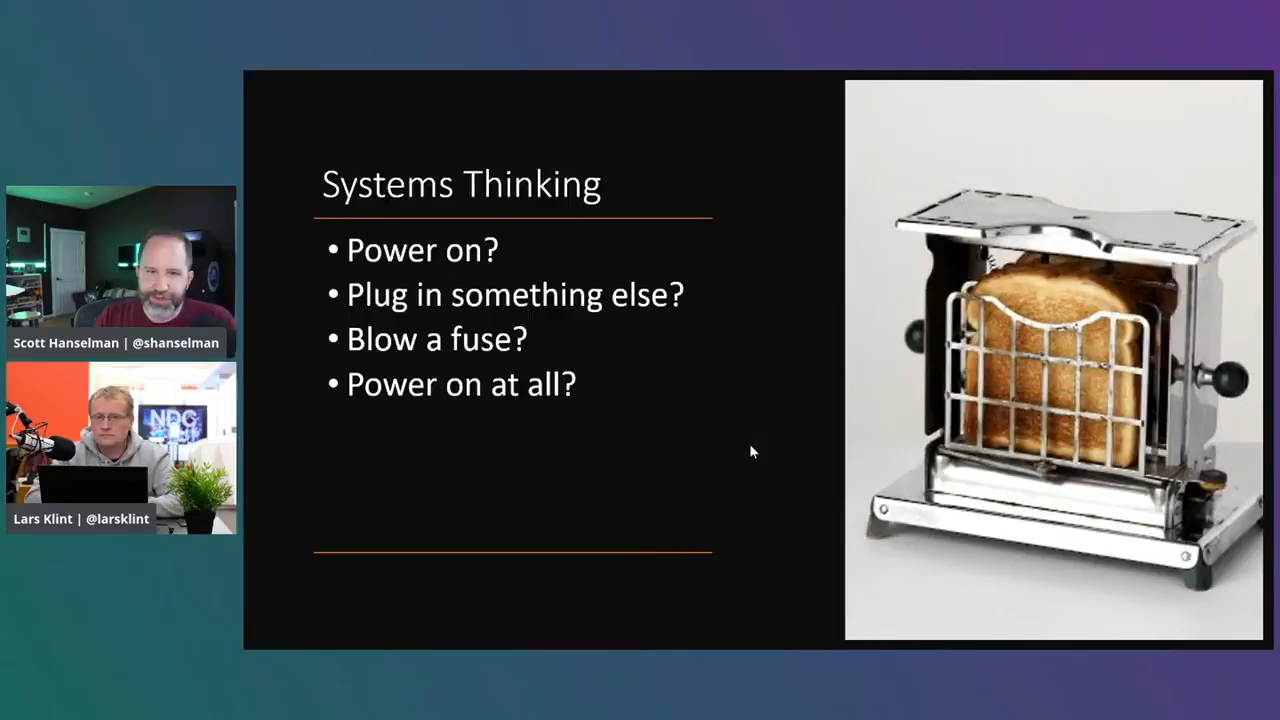 Systems Thinking
• Power on?
• Plug in something else?
• Blow a fuse?
• Power on at all?
Scott Hanselman | @shanselman
NDC
Lars Klint | @larsklint